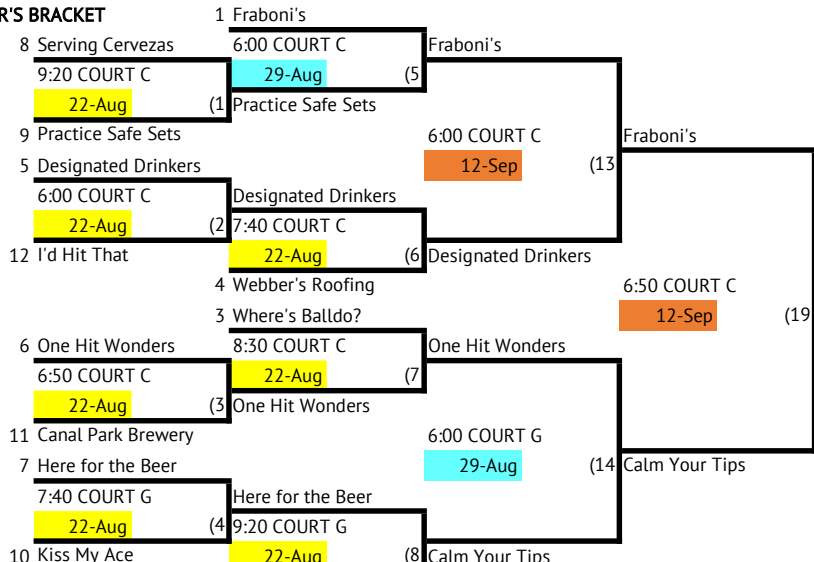 R'S BRACKET
1 Fraboni's
8 Serving Cervezas
6:00 COURT C
Fraboni's
9:20 COURT C
29-Aug
(5
22-Aug
(1
Practice Safe Sets
9 Practice Safe Sets
6:00 COURT C
Fraboni's
5 Designated Drinkers
12-Sep
(13
6:00 COURT C
Designated Drinkers
22-Aug
(2
7:40 COURT C
12 I'd Hit That
22-Aug
(6
Designated Drinkers
4 Webber's Roofing
6:50 COURT C
3 Where's Balldo?
12-Sep
(19
6 One Hit Wonders
8:30 COURT C
One Hit Wonders
6:50 COURT C
22-Aug
(7
22-Aug
(3
One Hit Wonders
11 Canal Park Brewery
6:00 COURT G
7 Here for the Beer
29-Aug
(14
Calm Your Tips
7:40 COURT G
Here for the Beer
22-Aug
(4
9:20 COURT G
10 Kiss My Ace
22-Aug
(8
Calm Your Tips